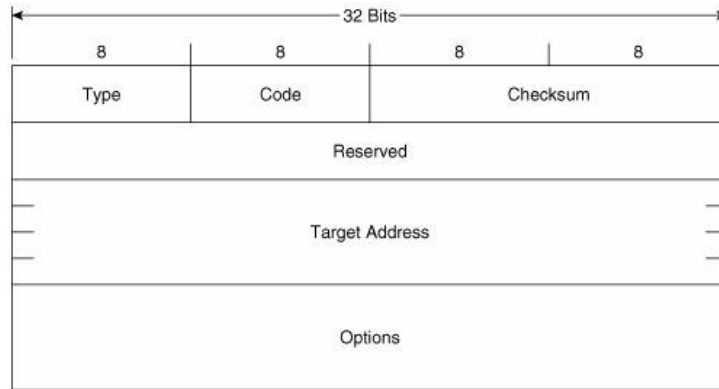 32 Bits
8 8 8 8
Type Code Checksum
Reserved
Target Address
Options